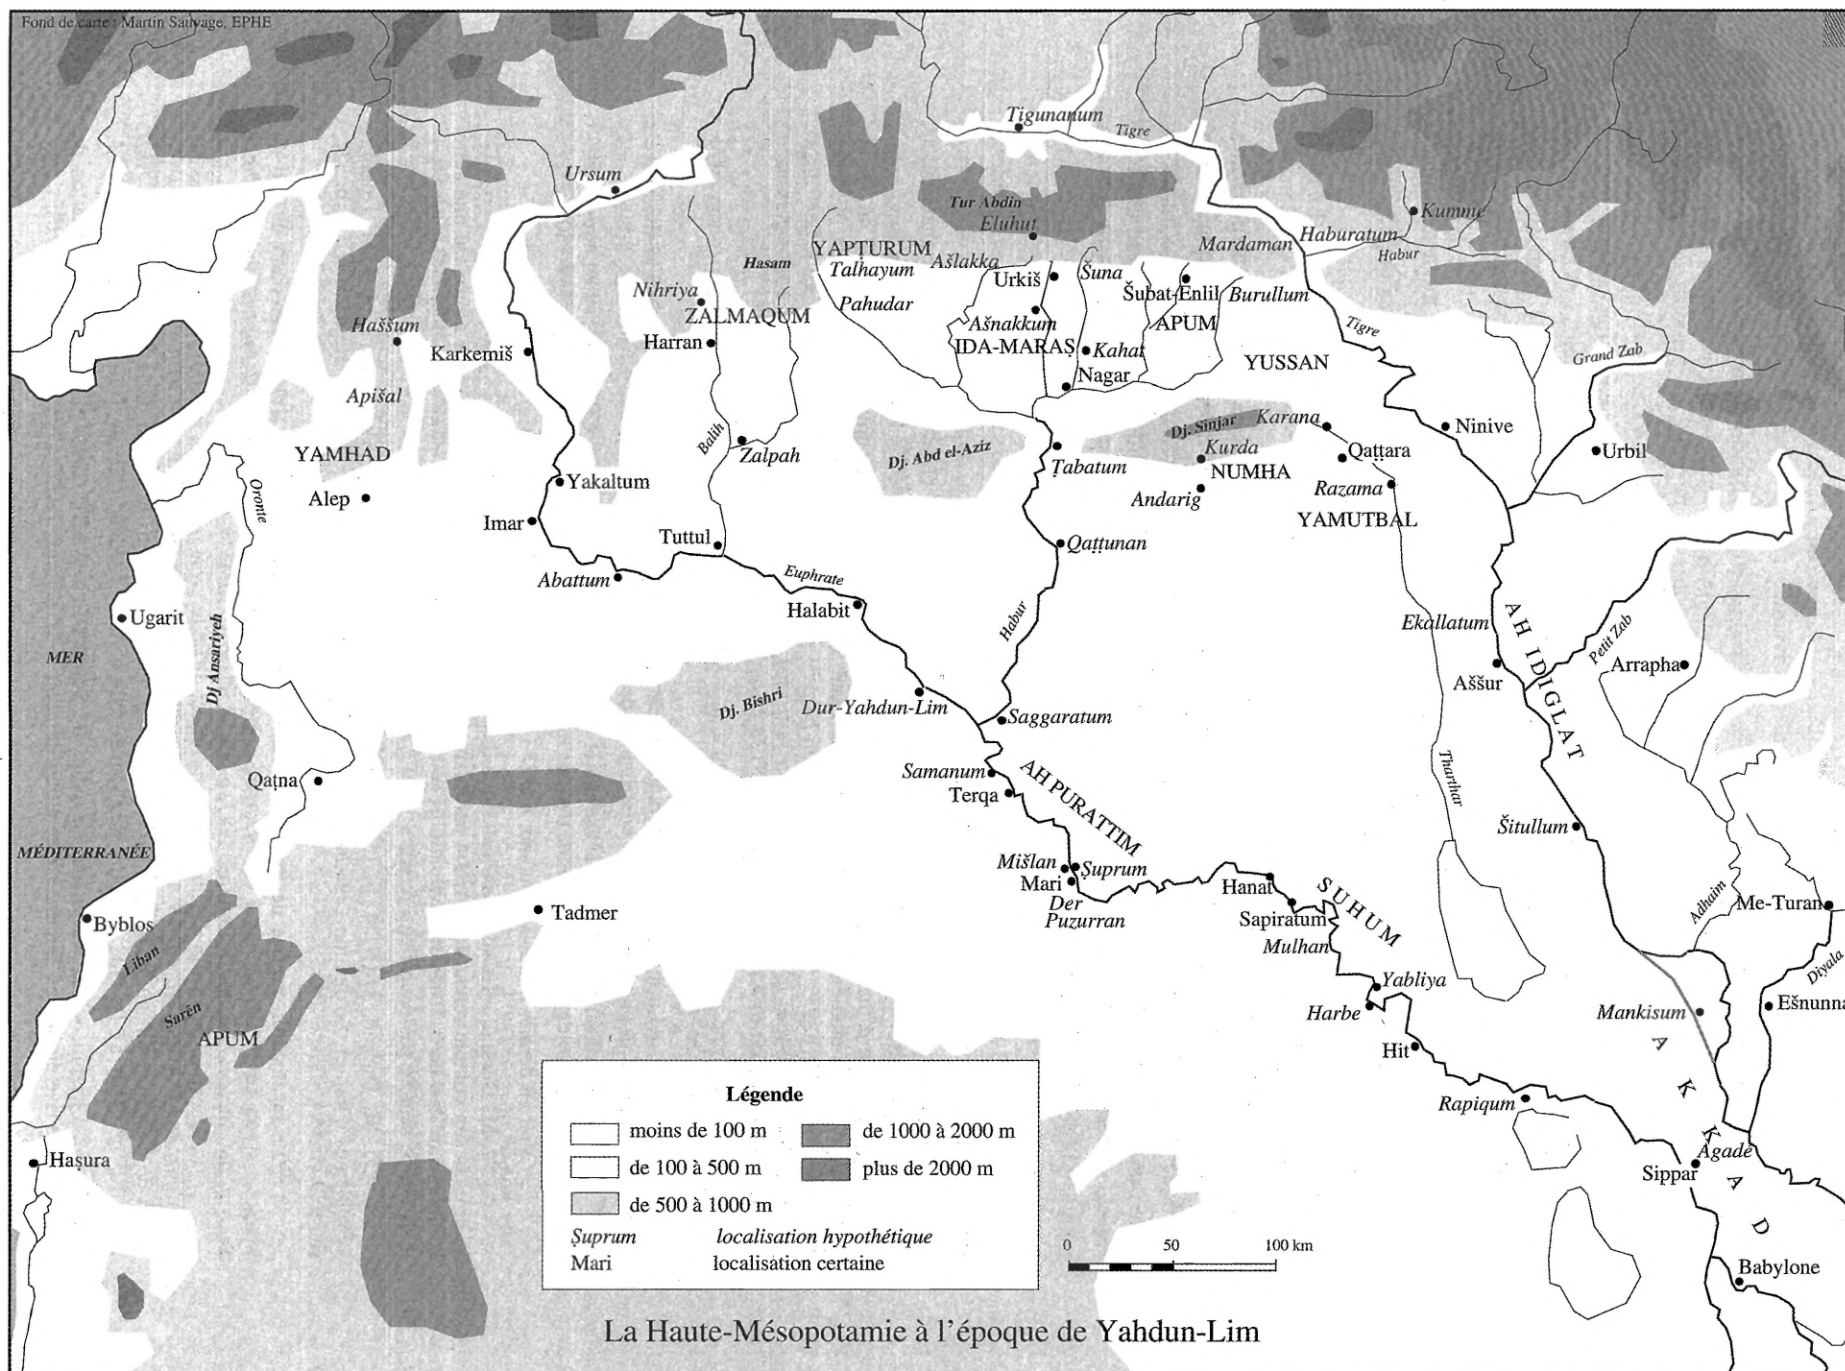 Fond de carte : Martin Sauvage, EPHE
Tigunanum
Tigre
Ursum
Tur Abdin
Eluhut
Kumme
Haburatum
Mardaman
Habur
YAPTURUM
Talhayum
Ašlakka
Hasam
Urkiš
Šuna
Šubat-Enlil
Burullum
Nihriya
Pahudar
ZALMAQUM
Ašnakkum
APUM
Haššum
Harran
IDA-MARAṢ
Kahat
Tigre
Karkemiš
Nagar
YUSSAN
Grand Zab
Apišal
Dj. Sinjar
Karana
Ninive
Balih
YAMHAD
Zalpah
Dj. Abd el-Aziz
Ṭabatum
Kurda
Qaṭṭara
Urbil
NUMHA
Oronte
Yakaltum
Andarig
Razama
Alep
YAMUTBAL
Imar
Tuttul
Qaṭṭunan
Abattum
Euphrate
Halabit
Ugarit
Habur
Ekallatum
AH IDIGLAT
Petit Zab
MER
Dj Ansariyeh
Arrapha
Aššur
Dj. Bishri
Dur-Yahdun-Lim
Saggaratum
Qaṭna
Samanum
AH PURATTIM
Tharthar
Terqa
Šitullum
MÉDITERRANÉE
Mišlan
Ṣuprum
Mari
Hanat
SUHUM
Der
Adhaim
Me-Turan
Byblos
Tadmer
Puzurran
Sapiratum
Mulhan
Liban
Diyala
Yabliya
Sarên
Harbe
Mankisum
Ešnunna
APUM
Hit
AKKAD
Rapiqum
Agadé
Haṣura
Sippar
Babylone
Légende
moins de 100 m
de 1000 à 2000 m
de 100 à 500 m
plus de 2000 m
de 500 à 1000 m
Ṣuprum localisation hypothétique
Mari localisation certaine
0 50 100 km
La Haute-Mésopotamie à l'époque de Yahdun-Lim